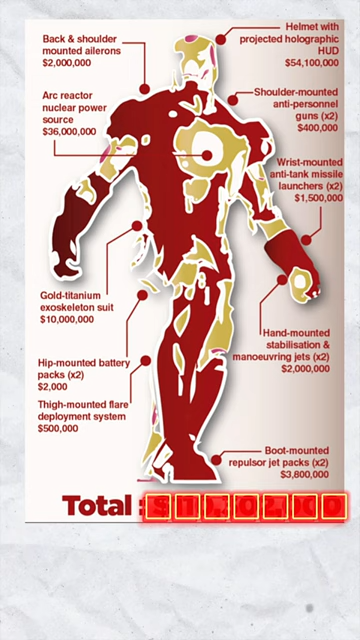 Back & shoulder
mounted ailerons
$2,000,000
Arc reactor
nuclear power
source
$36,000,000
Gold-titanium
exoskeleton suit
$10,000,000
Hip-mounted battery
packs (x2)
$2,000
Thigh-mounted flare
deployment system
$500,000
Helmet with
projected holographic
HUD
$54,100,000
Shoulder-mounted
anti-personnel
guns (x2)
$400,000
Wrist-mounted
anti-tank missile
launchers (x2)
$1,500,000
Hand-mounted
stabilisation &
manoeuvring jets (x2)
$2,000,000
Boot-mounted
repulsor jet packs (x2)
$3,800,000
Total :